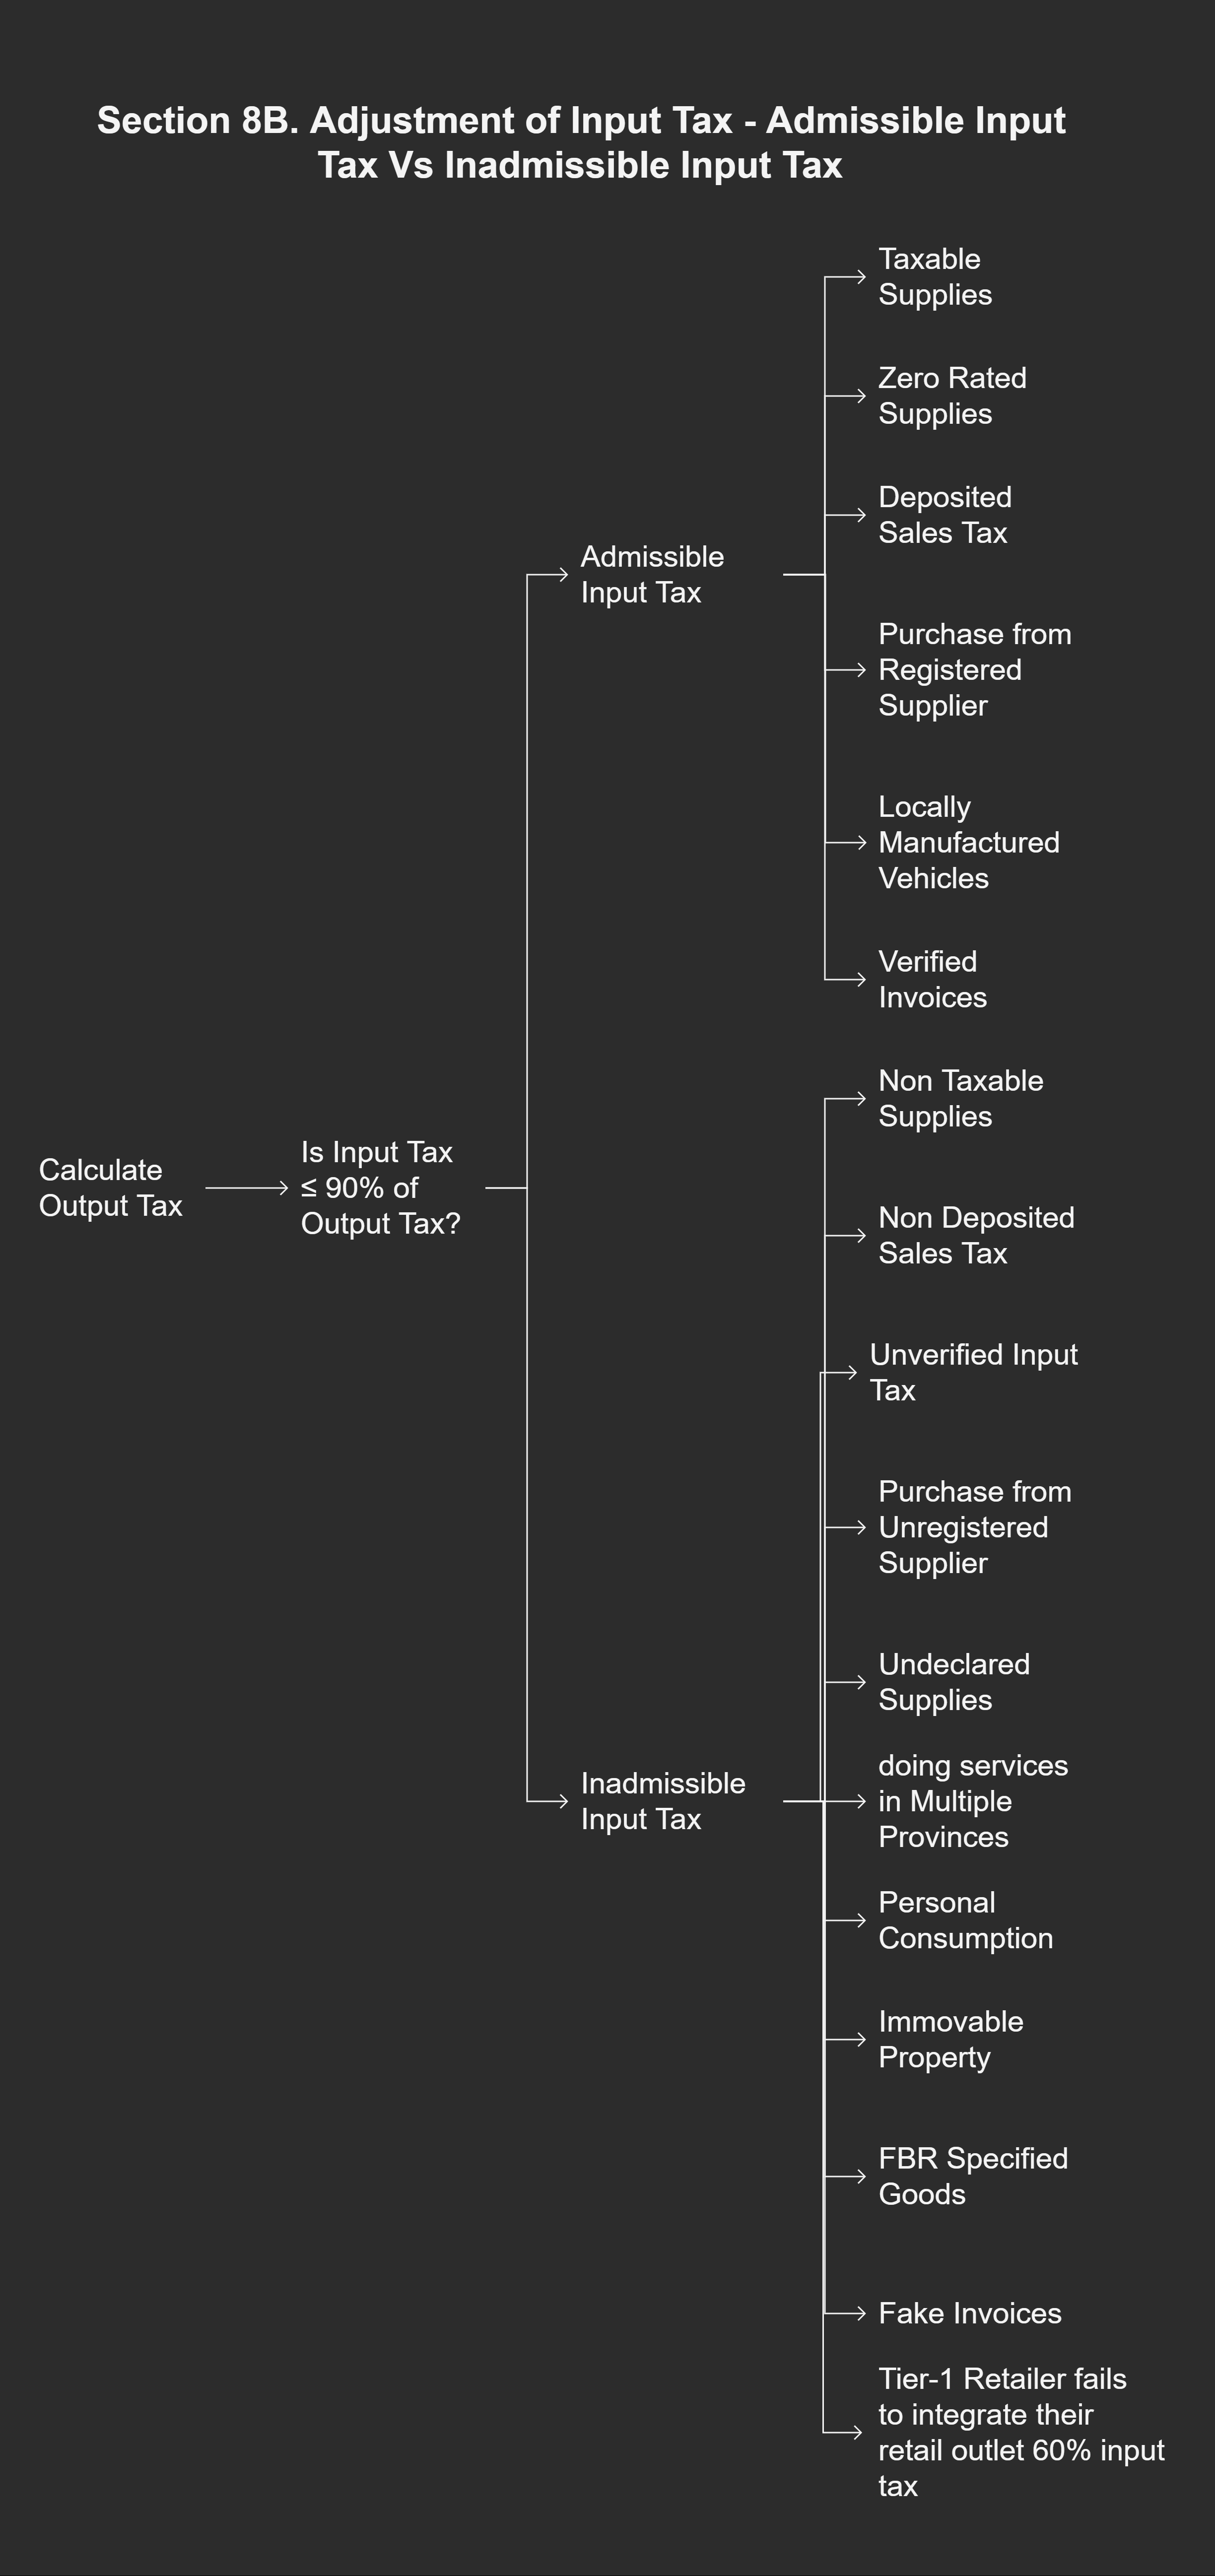 Section 8B. Adjustment of Input Tax - Admissible Input
Tax Vs Inadmissible Input Tax
Calculate
Output Tax
Is Input Tax
≤ 90% of
Output Tax?
Admissible
Input Tax
Taxable
Supplies
Zero Rated
Supplies
Deposited
Sales Tax
Purchase from
Registered
Supplier
Locally
Manufactured
Vehicles
Verified
Invoices
Inadmissible
Input Tax
Non Taxable
Supplies
Non Deposited
Sales Tax
Unverified Input
Tax
Purchase from
Unregistered
Supplier
Undeclared
Supplies
doing services
in Multiple
Provinces
Personal
Consumption
Immovable
Property
FBR Specified
Goods
Fake Invoices
Tier-1 Retailer fails
to integrate their
retail outlet 60% input
tax